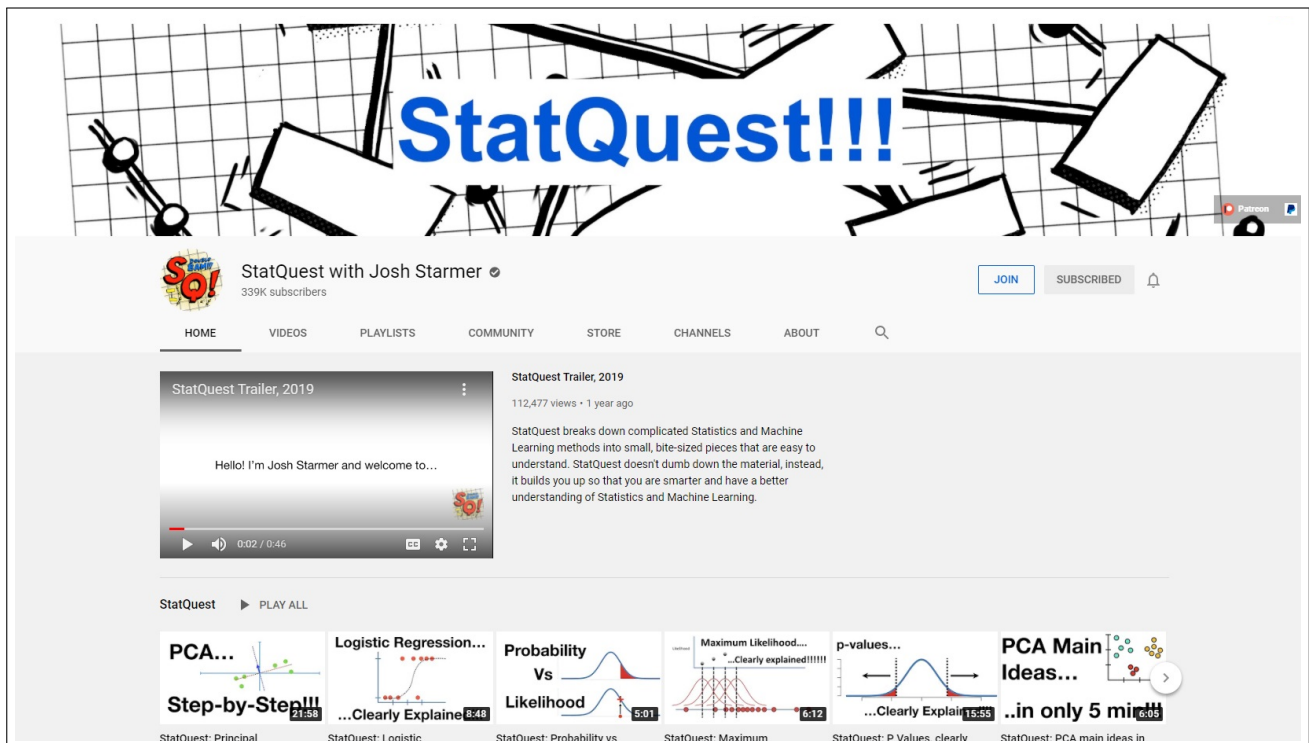 StatQuest!!!
Patreon
StatQuest with Josh Starmer
339K subscribers
JOIN
SUBSCRIBED
HOME
VIDEOS
PLAYLISTS
COMMUNITY
STORE
CHANNELS
ABOUT
StatQuest Trailer, 2019
Hello! I'm Josh Starmer and welcome to...
0:02 / 0:46
CC
StatQuest Trailer, 2019
112,477 views • 1 year ago
StatQuest breaks down complicated Statistics and Machine
Learning methods into small, bite-sized pieces that are easy to
understand. StatQuest doesn't dumb down the material, instead,
it builds you up so that you are smarter and have a better
understanding of Statistics and Machine Learning.
StatQuest
PLAY ALL
PCA...
Step-by-Step!!!
21:58
Logistic Regression...
...Clearly Explained
8:48
Probability
Vs
Likelihood
5:01
Maximum Likelihood....
...Clearly explained!!!!!!
6:12
p-values...
...Clearly Explained!!!!
15:55
PCA Main
Ideas...
..in only 5 min!!!
6:05
StatQuest: Principal
StatQuest: Logistic
StatQuest: Probability vs
StatQuest: Maximum
StatQuest: P Values, clearly
StatQuest: PCA main ideas in